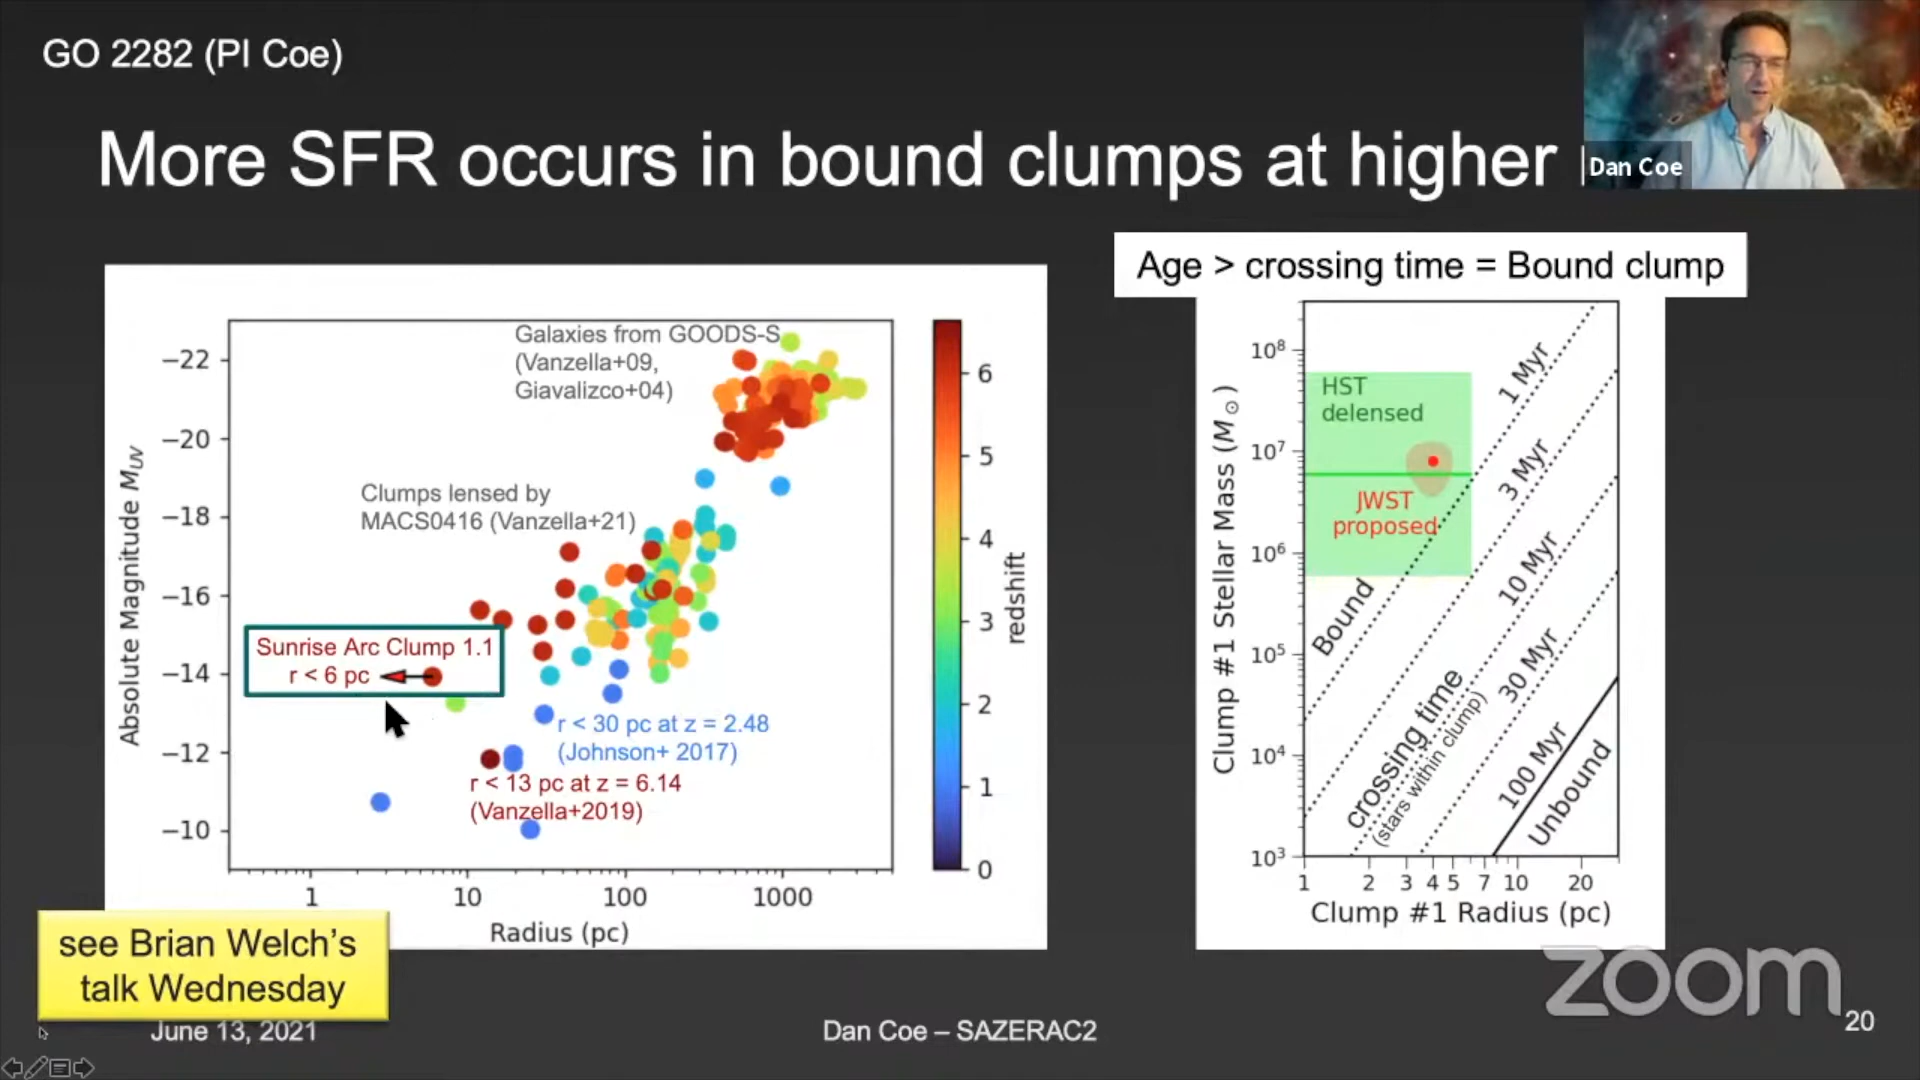 GO 2282 (PI Coe)
More SFR occurs in bound clumps at higher
Dan Coe
Age > crossing time = Bound clump
Galaxies from GOODS-S
(Vanzella+09,
Giavalizco+04)
Clumps lensed by
MACS0416 (Vanzella+21)
Sunrise Arc Clump 1.1
r < 6 pc
r < 30 pc at z = 2.48
(Johnson+ 2017)
r < 13 pc at z = 6.14
(Vanzella+2019)
Absolute Magnitude M_UV
−22
−20
−18
−16
−14
−12
−10
1
10
100
1000
Radius (pc)
6
5
4
3
2
1
0
redshift
Clump #1 Stellar Mass (M⊙)
10⁸
10⁷
10⁶
10⁵
10⁴
10³
HST
delensed
JWST
proposed
1 Myr
3 Myr
10 Myr
30 Myr
100 Myr
Bound
crossing time
(stars within clump)
Unbound
1 2 3 4 5 7 10 20
Clump #1 Radius (pc)
see Brian Welch’s
talk Wednesday
June 13, 2021
Dan Coe – SAZERAC2
zoom
20